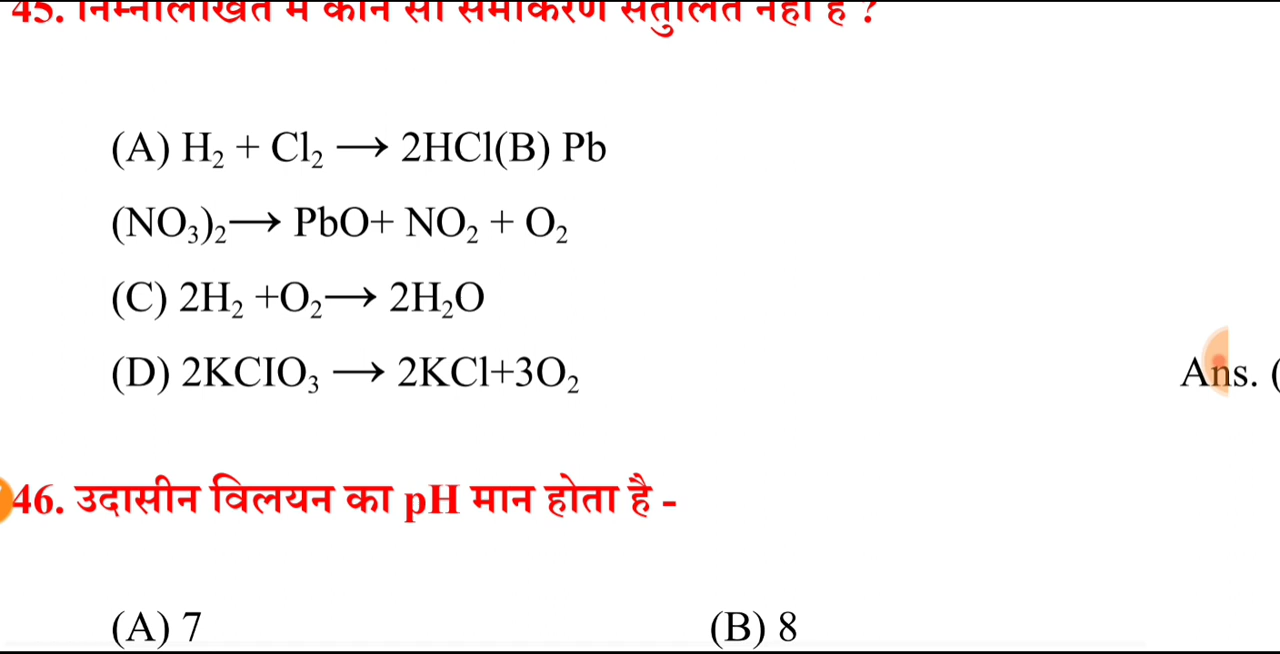 45. निम्नलिखित में कौन सी समीकरण संतुलित नहीं है ?
(A) H₂ + Cl₂ ⟶ 2HCl(B) Pb
(NO₃)₂⟶ PbO+ NO₂ + O₂
(C) 2H₂ +O₂⟶ 2H₂O
(D) 2KCIO₃ ⟶ 2KCl+3O₂
Ans. (
46. उदासीन विलयन का pH मान होता है -
(A) 7 (B) 8